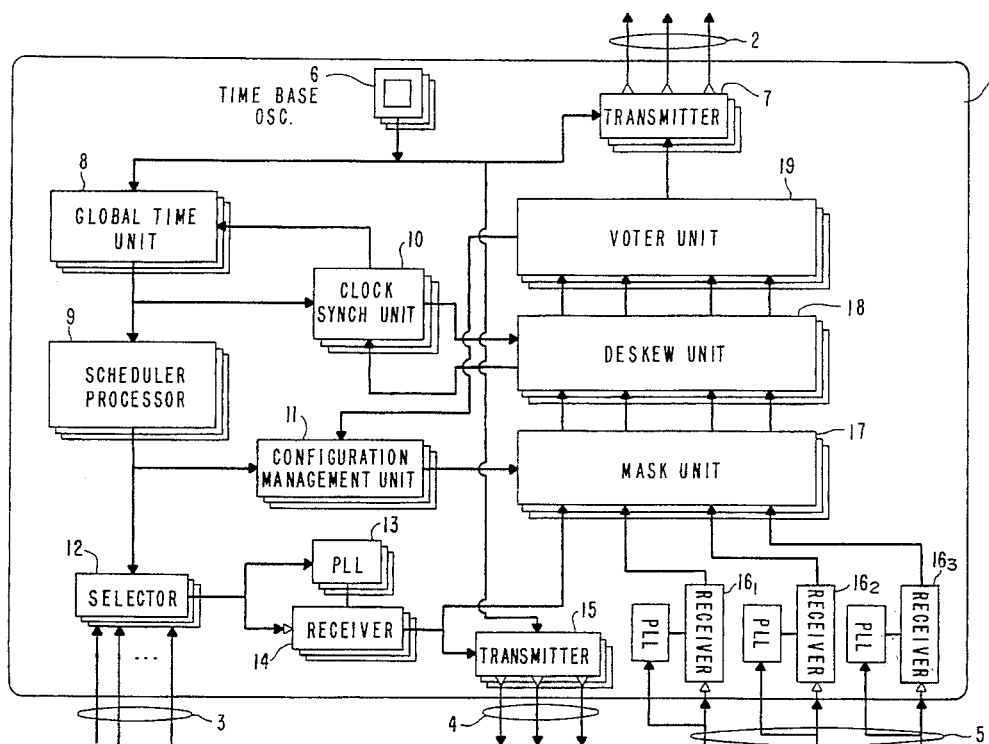 2
6
TIME BASE
OSC.
7
TRANSMITTER
8
GLOBAL TIME
UNIT
19
VOTER UNIT
10
CLOCK
SYNCH UNIT
18
DESKEW UNIT
9
SCHEDULER
PROCESSOR
11
CONFIGURATION
MANAGEMENT UNIT
17
MASK UNIT
12
SELECTOR
13
PLL
14
RECEIVER
15
TRANSMITTER
PLL
16₁
RECEIVER
PLL
16₂
RECEIVER
PLL
16₃
RECEIVER
...
3
4
5